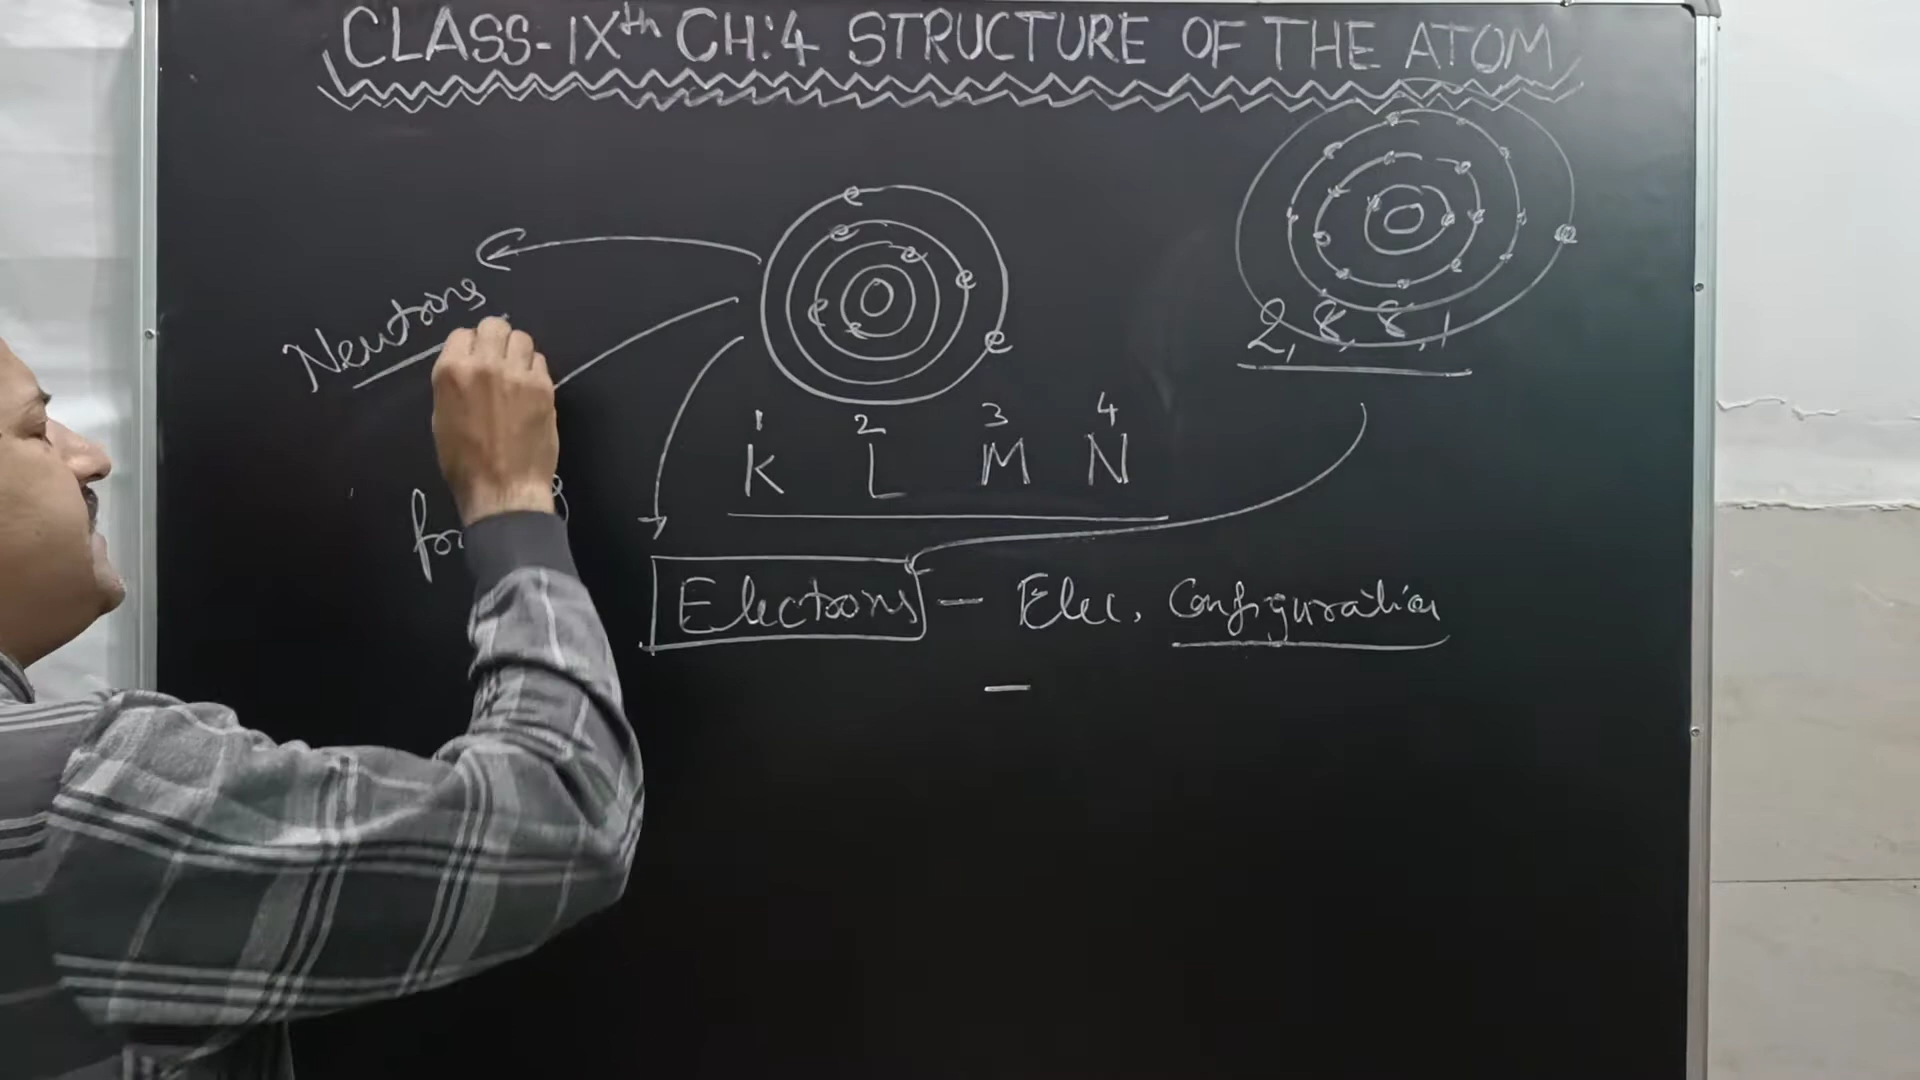 CLASS-IXth CH:4 STRUCTURE OF THE ATOM
e
e
e
e
e
e
e
2, 8, 8, 1
Neutrons
1 2 3 4
K L M N
Electrons — Elec. Configuration
—